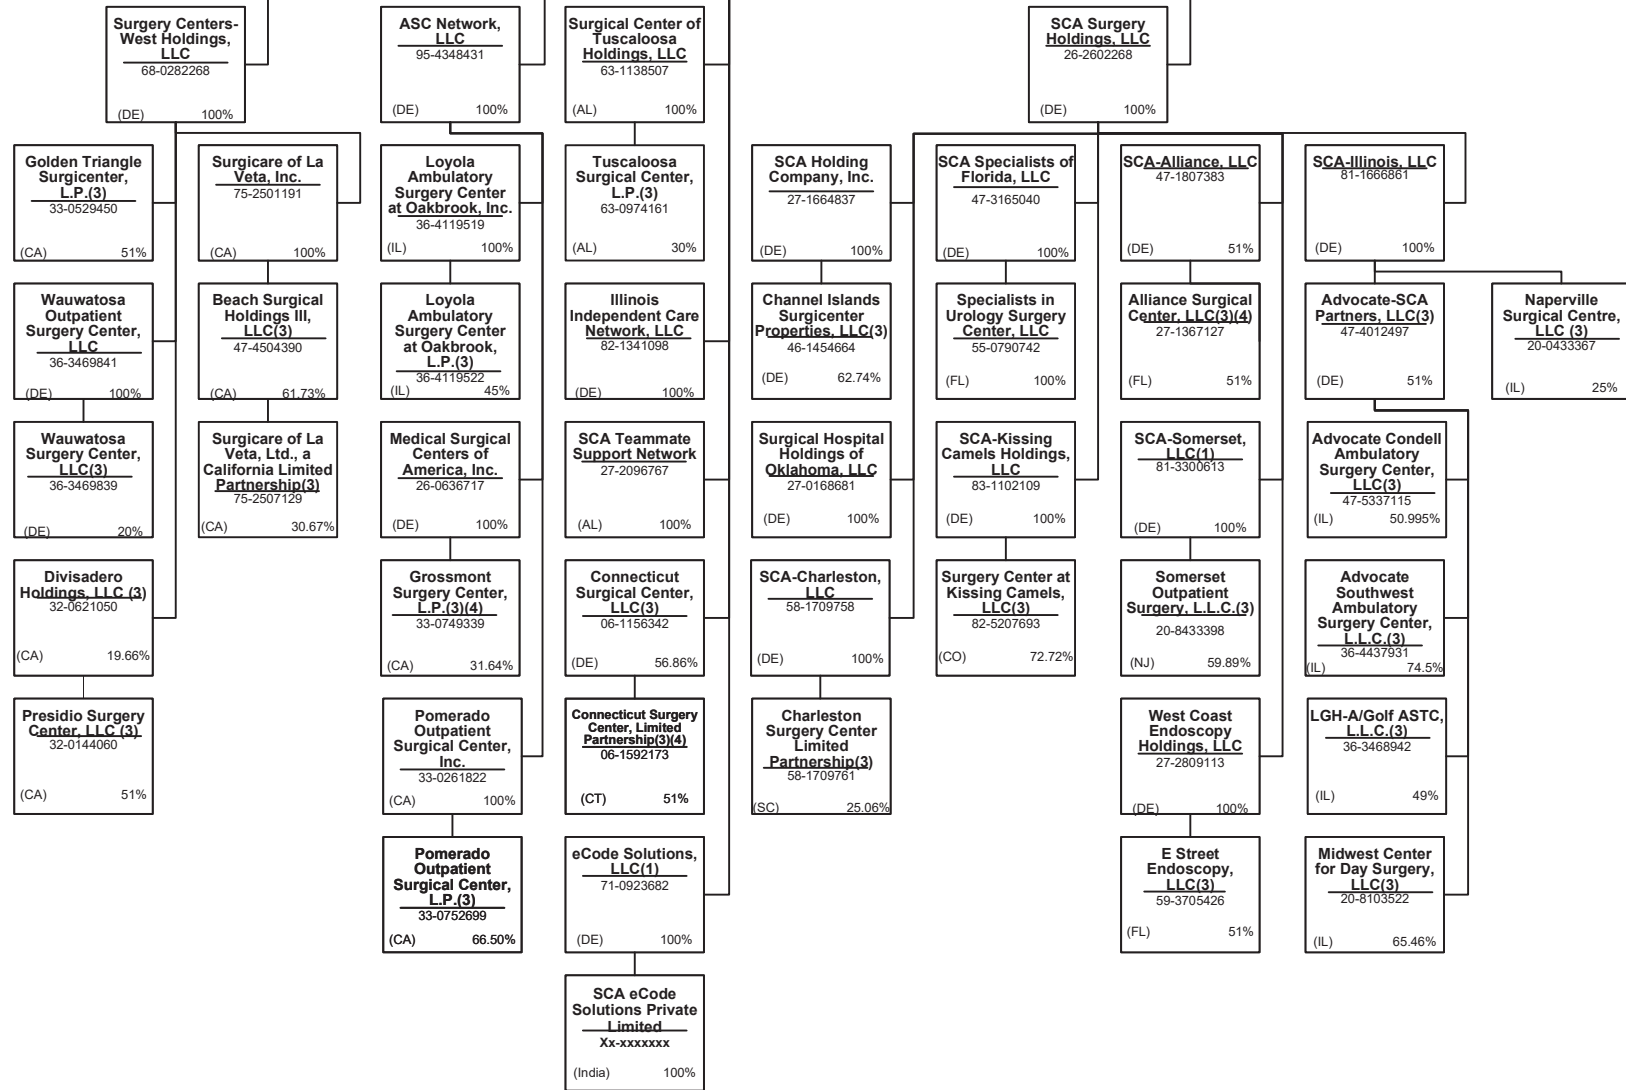 Surgery Centers-
West Holdings,
LLC
68-0282268
(DE) 100%
ASC Network,
LLC
95-4348431
(DE) 100%
Surgical Center of
Tuscaloosa
Holdings, LLC
63-1138507
(AL) 100%
SCA Surgery
Holdings, LLC
26-2602268
(DE) 100%
Golden Triangle
Surgicenter,
L.P.(3)
33-0529450
(CA) 51%
Surgicare of La
Veta, Inc.
75-2501191
(CA) 100%
Loyola
Ambulatory
Surgery Center
at Oakbrook, Inc.
36-4119519
(IL) 100%
Tuscaloosa
Surgical Center,
L.P.(3)
63-0974161
(AL) 30%
SCA Holding
Company, Inc.
27-1664837
(DE) 100%
SCA Specialists of
Florida, LLC
47-3165040
(DE) 100%
SCA-Alliance, LLC
47-1807383
(DE) 51%
SCA-Illinois, LLC
81-1666861
(DE) 100%
Wauwatosa
Outpatient
Surgery Center,
LLC
36-3469841
(DE) 100%
Beach Surgical
Holdings III,
LLC(3)
47-4504390
(CA) 61.73%
Loyola
Ambulatory
Surgery Center
at Oakbrook,
L.P.(3)
36-4119522
(IL) 45%
Illinois
Independent Care
Network, LLC
82-1341098
(DE) 100%
Channel Islands
Surgicenter
Properties, LLC(3)
46-1454664
(DE) 62.74%
Specialists in
Urology Surgery
Center, LLC
55-0790742
(FL) 100%
Alliance Surgical
Center, LLC(3)(4)
27-1367127
(FL) 51%
Advocate-SCA
Partners, LLC(3)
47-4012497
(DE) 51%
Naperville
Surgical Centre,
LLC (3)
20-0433367
(IL) 25%
Wauwatosa
Surgery Center,
LLC(3)
36-3469839
(DE) 20%
Surgicare of La
Veta, Ltd., a
California Limited
Partnership(3)
75-2507129
(CA) 30.67%
Medical Surgical
Centers of
America, Inc.
26-0636717
(DE) 100%
SCA Teammate
Support Network
27-2096767
(AL) 100%
Surgical Hospital
Holdings of
Oklahoma, LLC
27-0168681
(DE) 100%
SCA-Kissing
Camels Holdings,
LLC
83-1102109
(DE) 100%
SCA-Somerset,
LLC(1)
81-3300613
(DE) 100%
Advocate Condell
Ambulatory
Surgery Center,
LLC(3)
47-5337115
(IL) 50.995%
Divisadero
Holdings, LLC (3)
32-0621050
(CA) 19.66%
Grossmont
Surgery Center,
L.P.(3)(4)
33-0749339
(CA) 31.64%
Connecticut
Surgical Center,
LLC(3)
06-1156342
(DE) 56.86%
SCA-Charleston,
LLC
58-1709758
(DE) 100%
Surgery Center at
Kissing Camels,
LLC(3)
82-5207693
(CO) 72.72%
Somerset
Outpatient
Surgery, L.L.C.(3)
20-8433398
(NJ) 59.89%
Advocate
Southwest
Ambulatory
Surgery Center,
L.L.C.(3)
36-4437931
(IL) 74.5%
Presidio Surgery
Center, LLC (3)
32-0144060
(CA) 51%
Pomerado
Outpatient
Surgical Center,
Inc.
33-0261822
(CA) 100%
Connecticut Surgery
Center, Limited
Partnership(3)(4)
06-1592173
(CT) 51%
Charleston
Surgery Center
Limited
Partnership(3)
58-1709761
(SC) 25.06%
West Coast
Endoscopy
Holdings, LLC
27-2809113
(DE) 100%
LGH-A/Golf ASTC,
L.L.C.(3)
36-3468942
(IL) 49%
Pomerado
Outpatient
Surgical Center,
L.P.(3)
33-0752699
(CA) 66.50%
eCode Solutions,
LLC(1)
71-0923682
(DE) 100%
E Street
Endoscopy,
LLC(3)
59-3705426
(FL) 51%
Midwest Center
for Day Surgery,
LLC(3)
20-8103522
(IL) 65.46%
SCA eCode
Solutions Private
Limited
Xx-xxxxxxx
(India) 100%